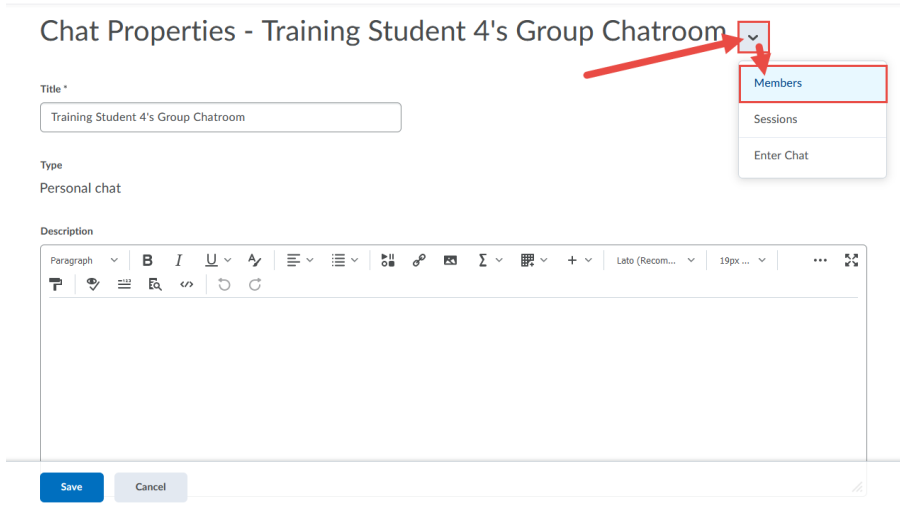 Chat Properties - Training Student 4's Group Chatroom
Members
Sessions
Enter Chat
Title *
Training Student 4's Group Chatroom
Type
Personal chat
Description
Paragraph B I U Lato (Recom... 19px ...
Save Cancel